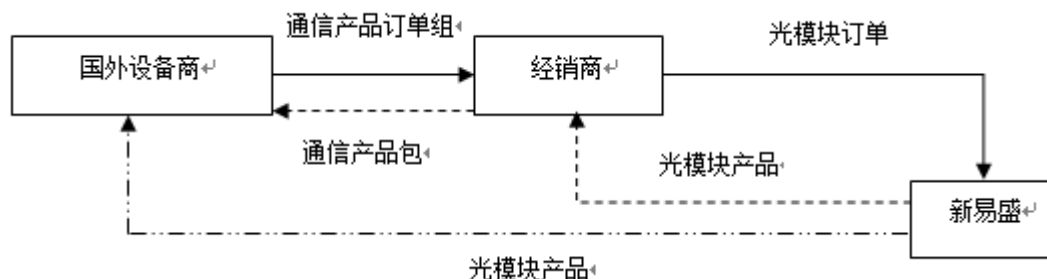 通信产品订单组
光模块订单
国外设备商
经销商
通信产品包
光模块产品
新易盛
光模块产品